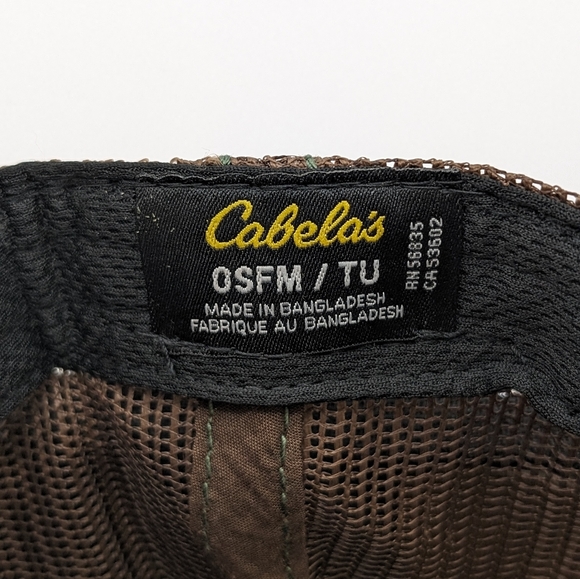 Cabela's
OSFM / TU
MADE IN BANGLADESH
FABRIQUE AU BANGLADESH
RN 56835
CA 53602